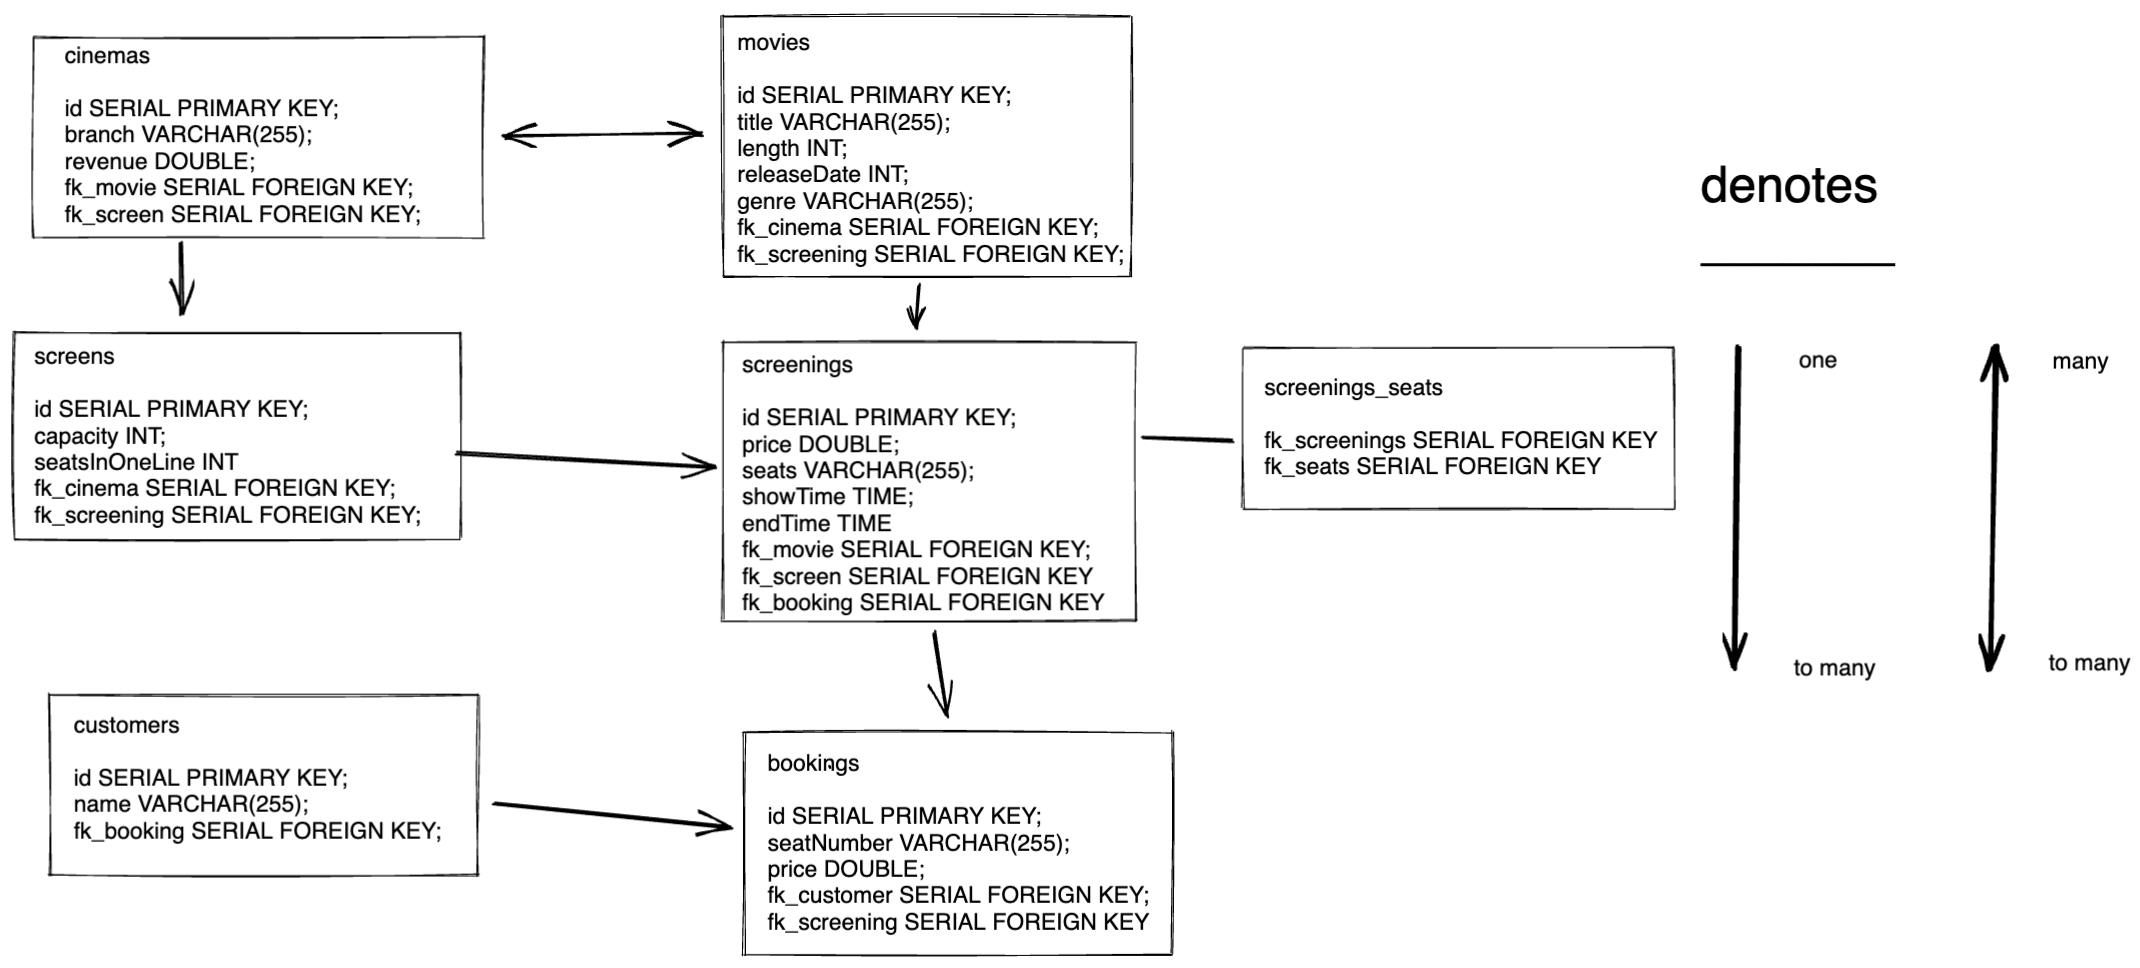 cinemas
id SERIAL PRIMARY KEY;
branch VARCHAR(255);
revenue DOUBLE;
fk_movie SERIAL FOREIGN KEY;
fk_screen SERIAL FOREIGN KEY;
movies
id SERIAL PRIMARY KEY;
title VARCHAR(255);
length INT;
releaseDate INT;
genre VARCHAR(255);
fk_cinema SERIAL FOREIGN KEY;
fk_screening SERIAL FOREIGN KEY;
screens
id SERIAL PRIMARY KEY;
capacity INT;
seatsInOneLine INT
fk_cinema SERIAL FOREIGN KEY;
fk_screening SERIAL FOREIGN KEY;
screenings
id SERIAL PRIMARY KEY;
price DOUBLE;
seats VARCHAR(255);
showTime TIME;
endTime TIME
fk_movie SERIAL FOREIGN KEY;
fk_screen SERIAL FOREIGN KEY
fk_booking SERIAL FOREIGN KEY
screenings_seats
fk_screenings SERIAL FOREIGN KEY
fk_seats SERIAL FOREIGN KEY
customers
id SERIAL PRIMARY KEY;
name VARCHAR(255);
fk_booking SERIAL FOREIGN KEY;
bookings
id SERIAL PRIMARY KEY;
seatNumber VARCHAR(255);
price DOUBLE;
fk_customer SERIAL FOREIGN KEY;
fk_screening SERIAL FOREIGN KEY
denotes
one
to many
many
to many